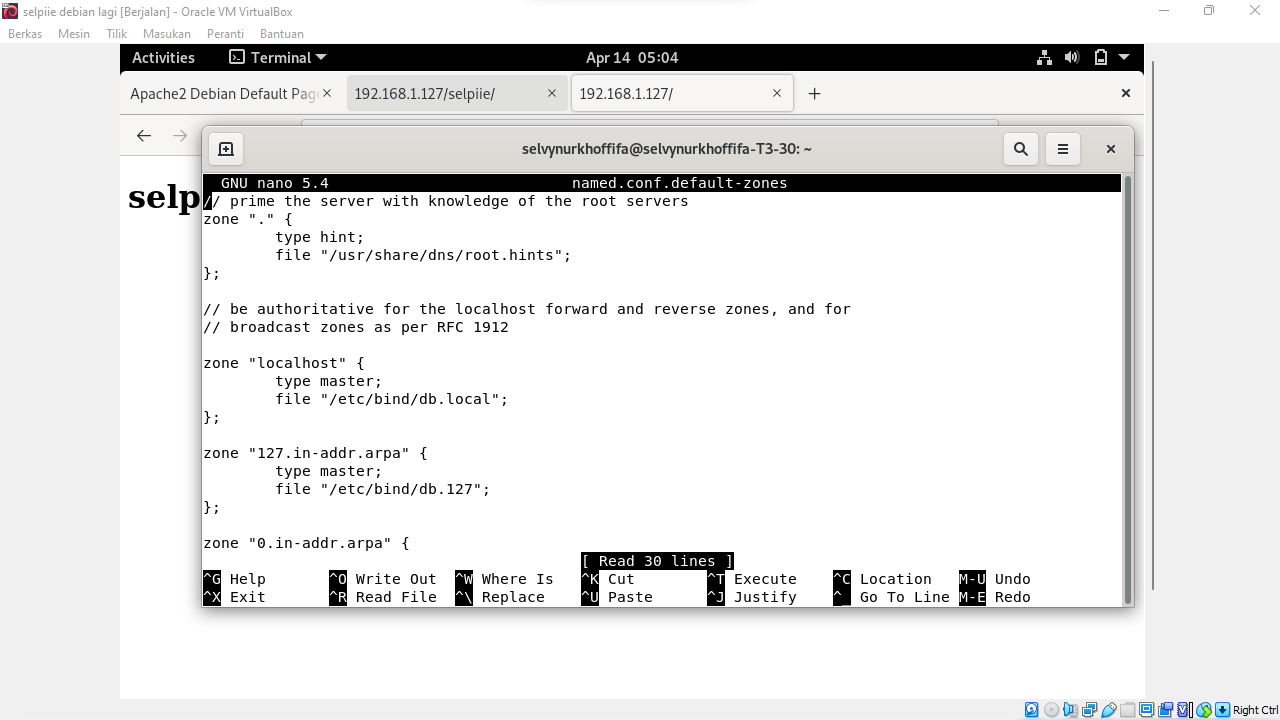 selpiie debian lagi [Berjalan] - Oracle VM VirtualBox
Berkas Mesin Tilik Masukan Peranti Bantuan
Activities Terminal Apr 14 05:04
Apache2 Debian Default Page 192.168.1.127/selpiie/ 192.168.1.127/
selvynurkhoffifa@selvynurkhoffifa-T3-30: ~
selp
GNU nano 5.4 named.conf.default-zones
// prime the server with knowledge of the root servers
zone "." {
type hint;
file "/usr/share/dns/root.hints";
};
// be authoritative for the localhost forward and reverse zones, and for
// broadcast zones as per RFC 1912
zone "localhost" {
type master;
file "/etc/bind/db.local";
};
zone "127.in-addr.arpa" {
type master;
file "/etc/bind/db.127";
};
zone "0.in-addr.arpa" {
[ Read 30 lines ]
^G Help ^O Write Out ^W Where Is ^K Cut ^T Execute ^C Location M-U Undo
^X Exit ^R Read File ^\ Replace ^U Paste ^J Justify ^_ Go To Line M-E Redo
Right Ctrl